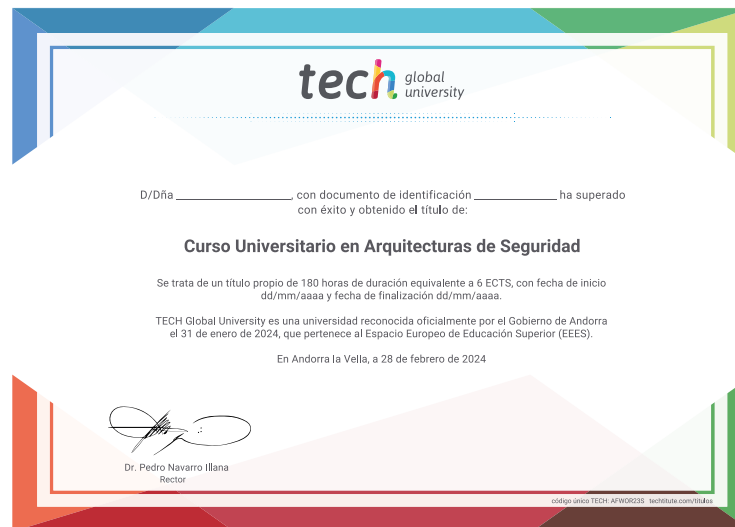 tech global
university
D/Dña ____________________, con documento de identificación ______________ ha superado
con éxito y obtenido el título de:
Curso Universitario en Arquitecturas de Seguridad
Se trata de un título propio de 180 horas de duración equivalente a 6 ECTS, con fecha de inicio
dd/mm/aaaa y fecha de finalización dd/mm/aaaa.
TECH Global University es una universidad reconocida oficialmente por el Gobierno de Andorra
el 31 de enero de 2024, que pertenece al Espacio Europeo de Educación Superior (EEES).
En Andorra la Vella, a 28 de febrero de 2024
Dr. Pedro Navarro Illana
Rector
código único TECH: AFWOR23S techtitute.com/titulos